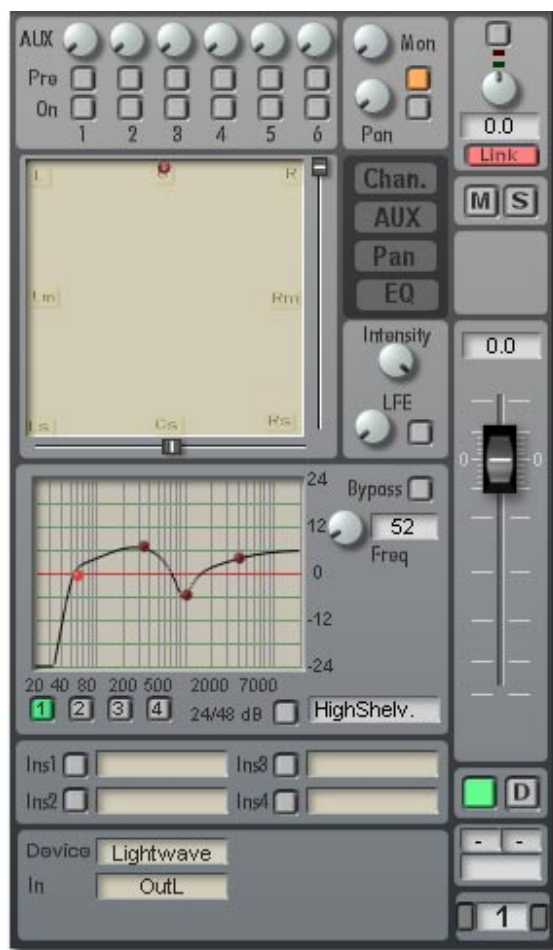 AUX
Mon
Pre
On
1 2 3 4 5 6
Pan
0.0
Link
M S
L C R
Lm Rm
Ls Cs Rs
Chan.
AUX
Pan
EQ
Intensity
LFE
0.0
0 0
24
12
0
-12
-24
20 40 80 200 500 2000 7000
Bypass
52
Freq
1 2 3 4
24/48 dB
HighShelv.
Ins1
Ins2
Ins3
Ins4
D
Device Lightwave
In OutL
- -
1